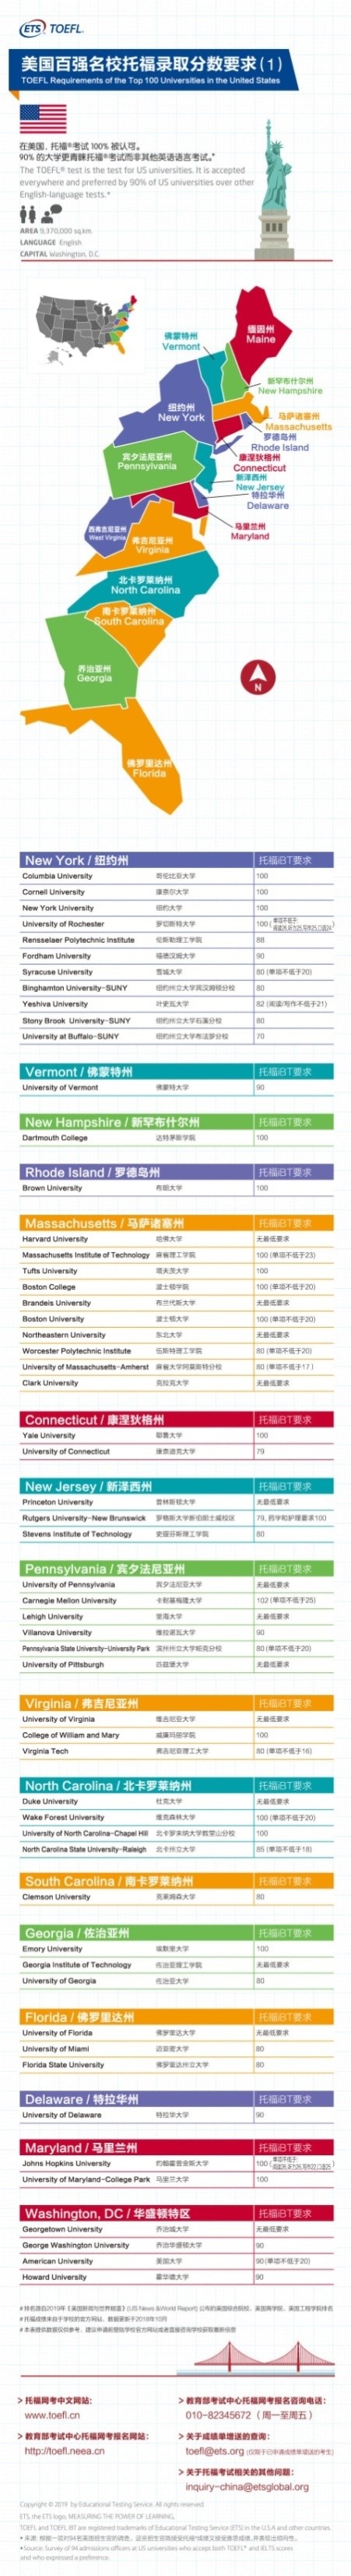 ETS TOEFL
美国百强名校托福录取分数要求(1)
TOEFL Requirements of the Top 100 Universities in the United States
在美国，托福®考试 100% 被认可。
90% 的大学更青睐托福®考试而非其他英语语言考试。*
The TOEFL® test is the test for US universities. It is accepted
everywhere and preferred by 90% of US universities over other
English-language tests.*
AREA 9,370,000 sq.km.
LANGUAGE English
CAPITAL Washington, D.C.
缅因州
Maine
佛蒙特州
Vermont
新罕布什尔州
New Hampshire
纽约州
New York
马萨诸塞州
Massachusetts
罗德岛州
Rhode Island
康涅狄格州
Connecticut
宾夕法尼亚州
Pennsylvania
新泽西州
New Jersey
特拉华州
Delaware
西弗吉尼亚州
West Virginia
马里兰州
Maryland
弗吉尼亚州
Virginia
北卡罗莱纳州
North Carolina
南卡罗莱纳州
South Carolina
乔治亚州
Georgia
N
佛罗里达州
Florida
New York / 纽约州 托福iBT要求
Columbia University 哥伦比亚大学 100
Cornell University 康奈尔大学 100
New York University 纽约大学 100
University of Rochester 罗切斯特大学 100
Rensselaer Polytechnic Institute 伦斯勒理工学院 88
Fordham University 福德汉姆大学 90
Syracuse University 雪城大学 80 (单项不低于20)
Binghamton University-SUNY 纽约州立大学宾汉姆顿分校 80
Yeshiva University 叶史瓦大学 82 (阅读/写作不低于21)
Stony Brook University-SUNY 纽约州立大学石溪分校 80
University at Buffalo-SUNY 纽约州立大学布法罗分校 70
Vermont / 佛蒙特州 托福iBT要求
University of Vermont 佛蒙特大学 90
New Hampshire / 新罕布什尔州 托福iBT要求
Dartmouth College 达特茅斯学院 100
Rhode Island / 罗德岛州 托福iBT要求
Brown University 布朗大学 100
Massachusetts / 马萨诸塞州 托福iBT要求
Harvard University 哈佛大学 无最低要求
Massachusetts Institute of Technology 麻省理工学院 100 (单项不低于23)
Tufts University 塔夫茨大学 100
Boston College 波士顿学院 100 (单项不低于20)
Brandeis University 布兰代斯大学 无最低要求
Boston University 波士顿大学 100 (单项不低于20)
Northeastern University 东北大学 无最低要求
Worcester Polytechnic Institute 伍斯特理工学院 80 (单项不低于20)
University of Massachusetts-Amherst 麻省大学阿莫斯特分校 80 (单项不低于17)
Clark University 克拉克大学 无最低要求
Connecticut / 康涅狄格州 托福iBT要求
Yale University 耶鲁大学 100
University of Connecticut 康奈迪克大学 79
New Jersey / 新泽西州 托福iBT要求
Princeton University 普林斯顿大学 无最低要求
Rutgers University-New Brunswick 罗格斯大学新伯朗士威校区 79, 药学和护理要求100
Stevens Institute of Technology 史提芬斯理工学院 80
Pennsylvania / 宾夕法尼亚州 托福iBT要求
University of Pennsylvania 宾夕法尼亚大学 无最低要求
Carnegie Mellon University 卡耐基梅隆大学 102 (单项不低于25)
Lehigh University 里海大学 无最低要求
Villanova University 维拉诺瓦大学 90
Pennsylvania State University-University Park 宾州州立大学帕克分校 80 (单项不低于20)
University of Pittsburgh 匹兹堡大学 无最低要求
Virginia / 弗吉尼亚州 托福iBT要求
University of Virginia 维吉尼亚大学 无最低要求
College of William and Mary 威廉玛丽学院 100
Virginia Tech 弗吉尼亚理工大学 80 (单项不低于16)
North Carolina / 北卡罗莱纳州 托福iBT要求
Duke University 杜克大学 无最低要求
Wake Forest University 维克森林大学 100 (单项不低于20)
University of North Carolina-Chapel Hill 北卡罗来纳大学教堂山分校 100
North Carolina State University-Raleigh 北卡州立大学 85 (单项不低于18)
South Carolina / 南卡罗莱纳州 托福iBT要求
Clemson University 克莱姆森大学 80
Georgia / 佐治亚州 托福iBT要求
Emory University 埃默里大学 100
Georgia Institute of Technology 佐治亚理工学院 无最低要求
University of Georgia 佐治亚大学 80
Florida / 佛罗里达州 托福iBT要求
University of Florida 佛罗里达大学 无最低要求
University of Miami 迈亚密大学 80
Florida State University 佛罗里达州立大学 80
Delaware / 特拉华州 托福iBT要求
University of Delaware 特拉华大学 90
Maryland / 马里兰州 托福iBT要求
Johns Hopkins University 约翰霍普金斯大学 100
University of Maryland-College Park 马里兰大学 100
Washington, DC / 华盛顿特区 托福iBT要求
Georgetown University 乔治城大学 无最低要求
George Washington University 乔治华盛顿大学 90
American University 美国大学 90 (单项不低于20)
Howard University 霍华德大学 90
# 托福成绩来自于学校的官方网站，数据更新于2018年10月
# 本表提供数据仅供参考，建议申请前登陆学校官方网站或者直接咨询学校获取最新信息
> 托福网考中文网站:
www.toefl.cn
> 教育部考试中心托福网考报名咨询电话:
010-82345672（周一至周五）
> 教育部考试中心托福网考报名网站:
http://toefl.neea.cn
> 关于成绩单增送的查询:
toefl@ets.org (仅限于已申请成绩单增送的考生)
> 关于托福考试相关的其他问题:
inquiry-china@etsglobal.org
Copyright © 2019 by Educational Testing Service. All rights reserved.
ETS, the ETS logo, MEASURING THE POWER OF LEARNING,
TOEFL and TOEFL iBT are registered trademarks of Educational Testing Service (ETS) in the U.S.A and other countries.
* Source: Survey of 94 admissions officers at US universities who accept both TOEFL® and IELTS scores
and who expressed a preference.